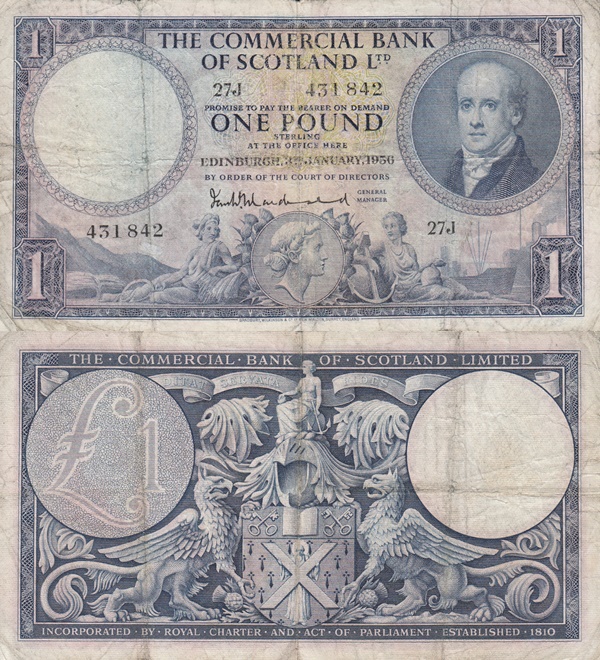 1
1
THE COMMERCIAL BANK
OF SCOTLAND LTD
27J 431 842
PROMISE TO PAY THE BEARER ON DEMAND
ONE POUND
STERLING
AT THE OFFICE HERE
EDINBURGH, 3RD JANUARY, 1956
BY ORDER OF THE COURT OF DIRECTORS
GENERAL
MANAGER
431 842
27J
1
1
THE · COMMERCIAL · BANK · OF · SCOTLAND · LIMITED
£1
INCORPORATED · BY · ROYAL · CHARTER · AND · ACT · OF · PARLIAMENT · ESTABLISHED · 1810